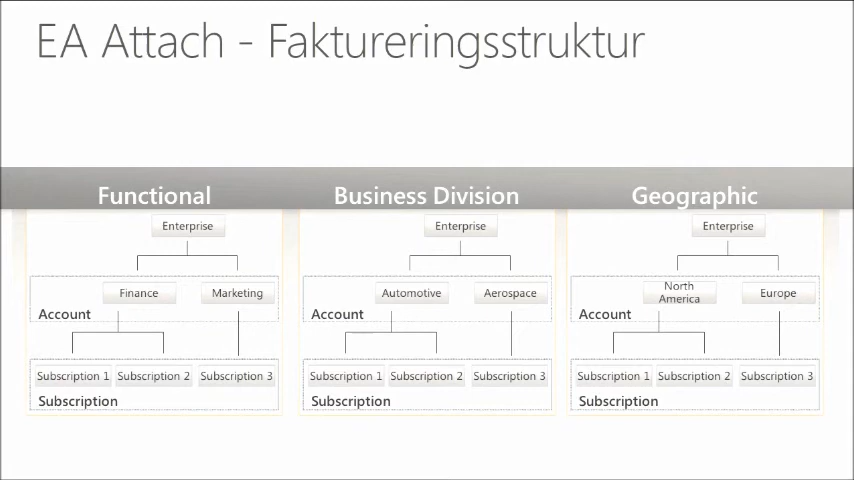 EA Attach - Faktureringsstruktur
Functional
Enterprise
Finance
Marketing
Account
Subscription 1
Subscription 2
Subscription 3
Subscription
Business Division
Enterprise
Automotive
Aerospace
Account
Subscription 1
Subscription 2
Subscription 3
Subscription
Geographic
Enterprise
North
America
Europe
Account
Subscription 1
Subscription 2
Subscription 3
Subscription